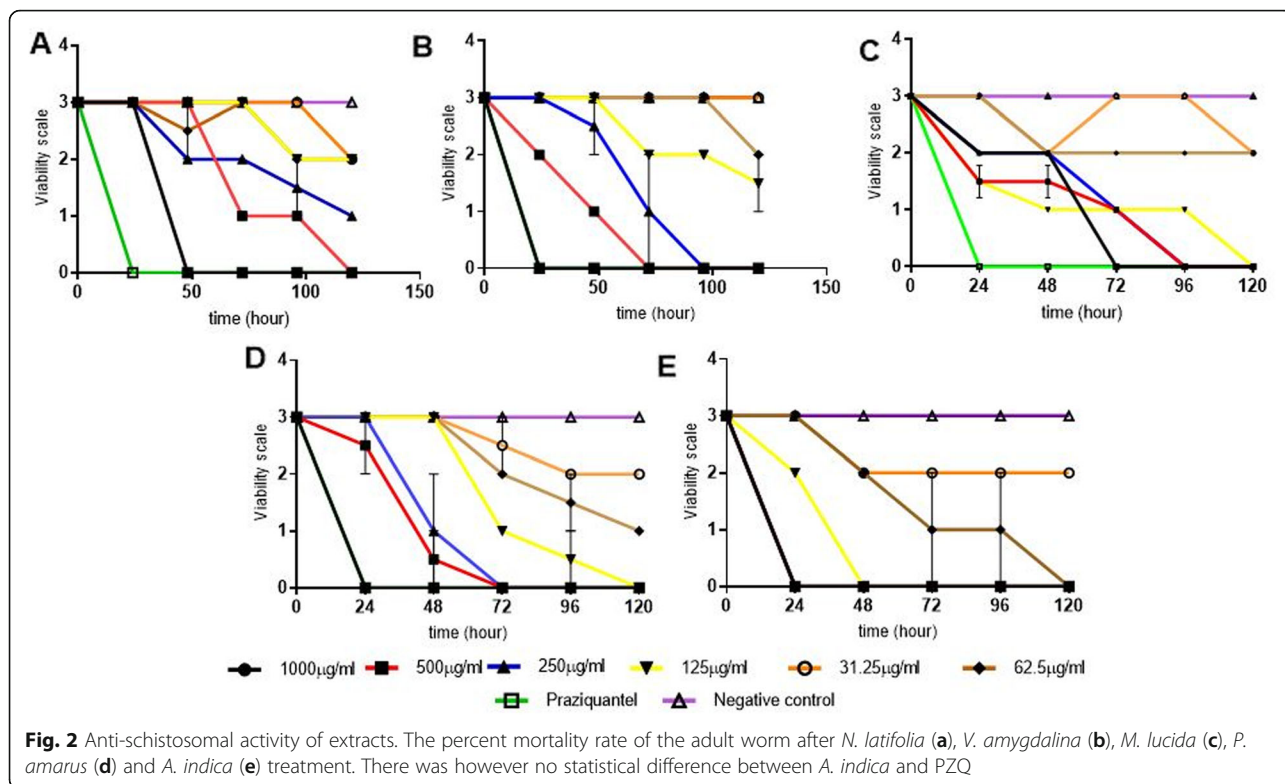 A
B
C
Viability scale
4
3
2
1
0
0
50
100
150
time (hour)
Viability scale
4
3
2
1
0
0
50
100
150
time (hour)
Viability scale
4
3
2
1
0
0
24
48
72
96
120
time (hour)
D
E
Viability scale
4
3
2
1
0
0
24
48
72
96
120
time (hour)
Viability scale
4
3
2
1
0
0
24
48
72
96
120
time (hour)
1000µg/ml 500µg/ml 250µg/ml 125µg/ml 31.25µg/ml 62.5µg/ml
Praziquantel Negative control
Fig. 2 Anti-schistosomal activity of extracts. The percent mortality rate of the adult worm after N. latifolia (a), V. amygdalina (b), M. lucida (c), P.
amarus (d) and A. indica (e) treatment. There was however no statistical difference between A. indica and PZQ